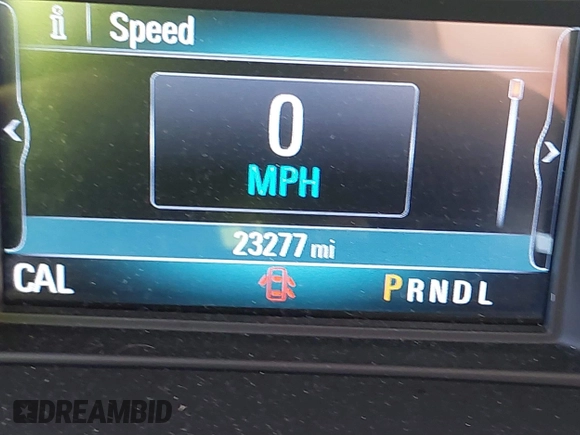 i Speed
0
MPH
23277 mi
CAL PRNDL
DREAMBID